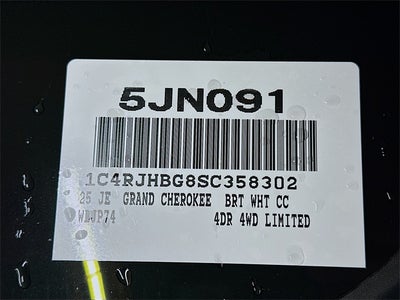 5JN091
1C4RJHBG8SC358302
25 JE GRAND CHEROKEE BRT WHT CC
WLJP74 4DR 4WD LIMITED